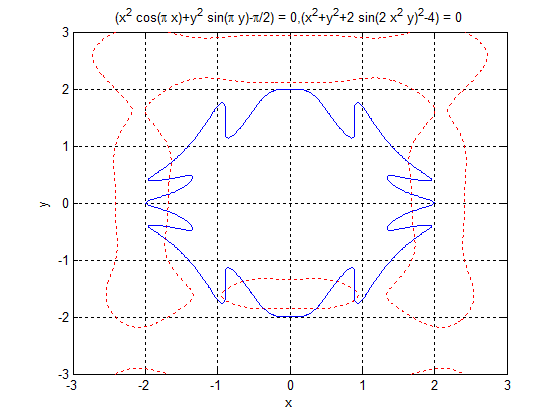 (x² cos(π x)+y² sin(π y)-π/2) = 0,(x²+y²+2 sin(2 x² y)²-4) = 0
3
2
1
0
-1
-2
-3
y
-3 -2 -1 0 1 2 3
x